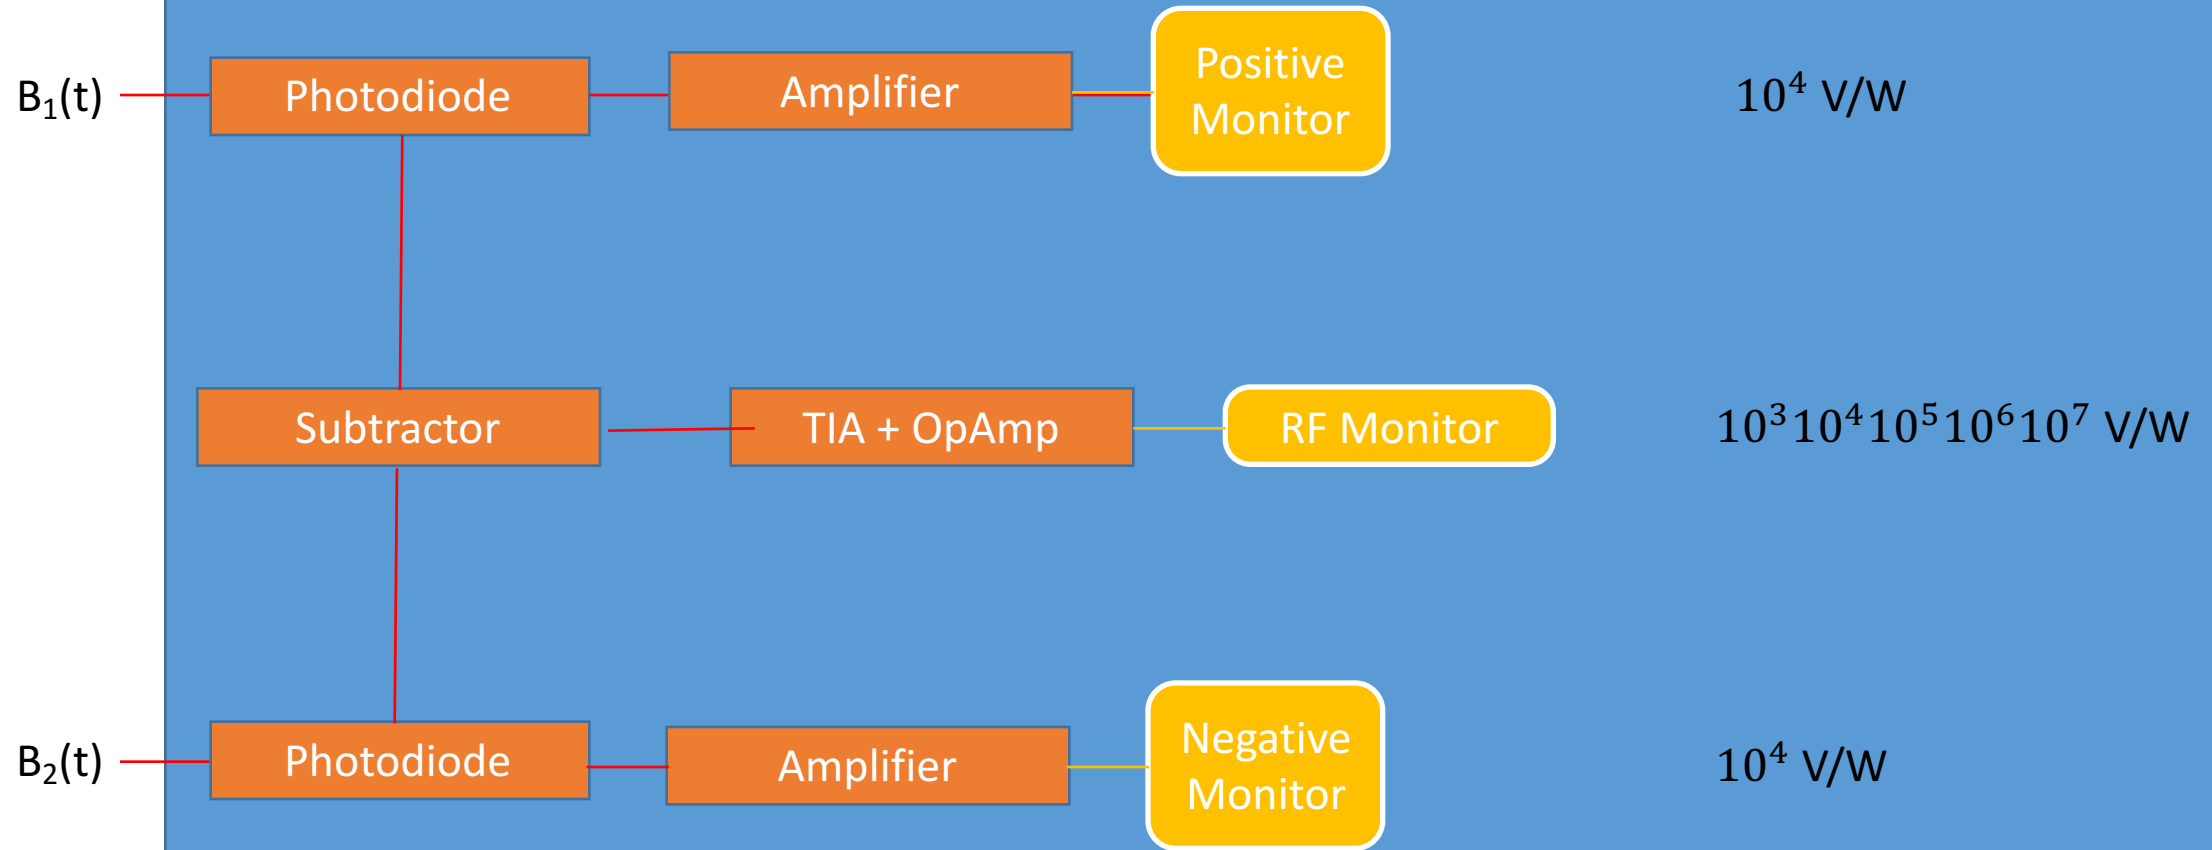 B₁(t)
Photodiode
Amplifier
Positive
Monitor
10⁴ V/W
Subtractor
TIA + OpAmp
RF Monitor
10³10⁴10⁵10⁶10⁷ V/W
B₂(t)
Photodiode
Amplifier
Negative
Monitor
10⁴ V/W